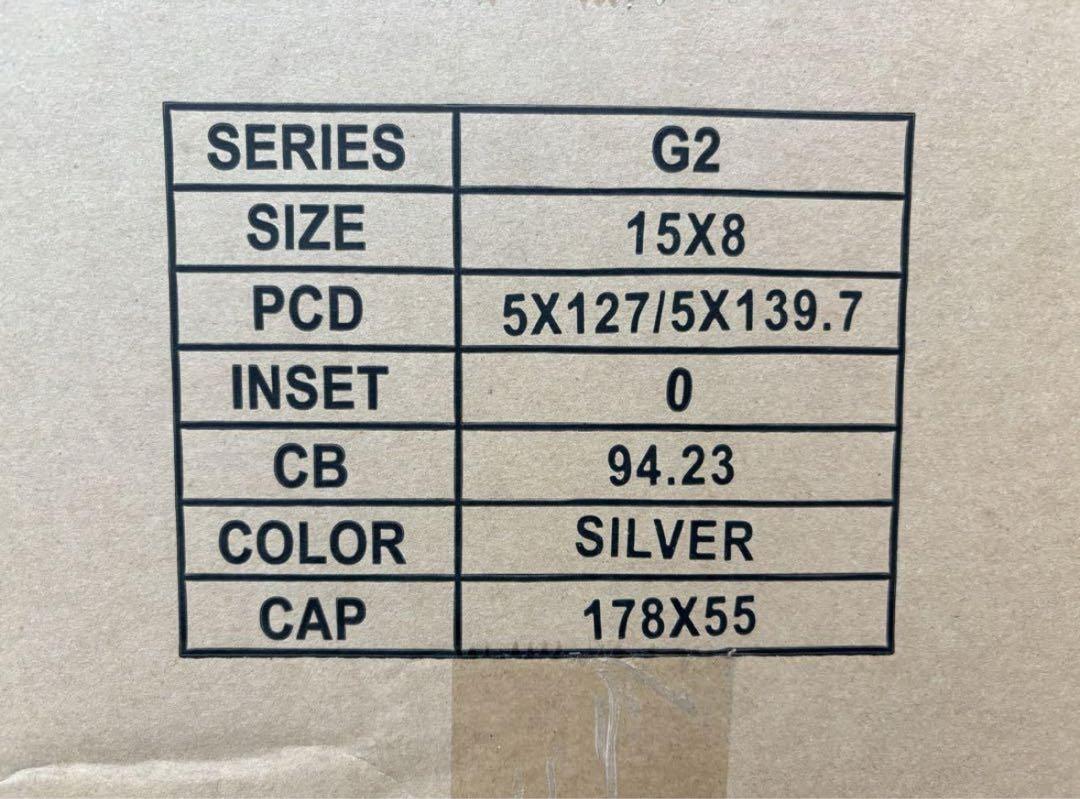 SERIES G2
SIZE 15X8
PCD 5X127/5X139.7
INSET 0
CB 94.23
COLOR SILVER
CAP 178X55